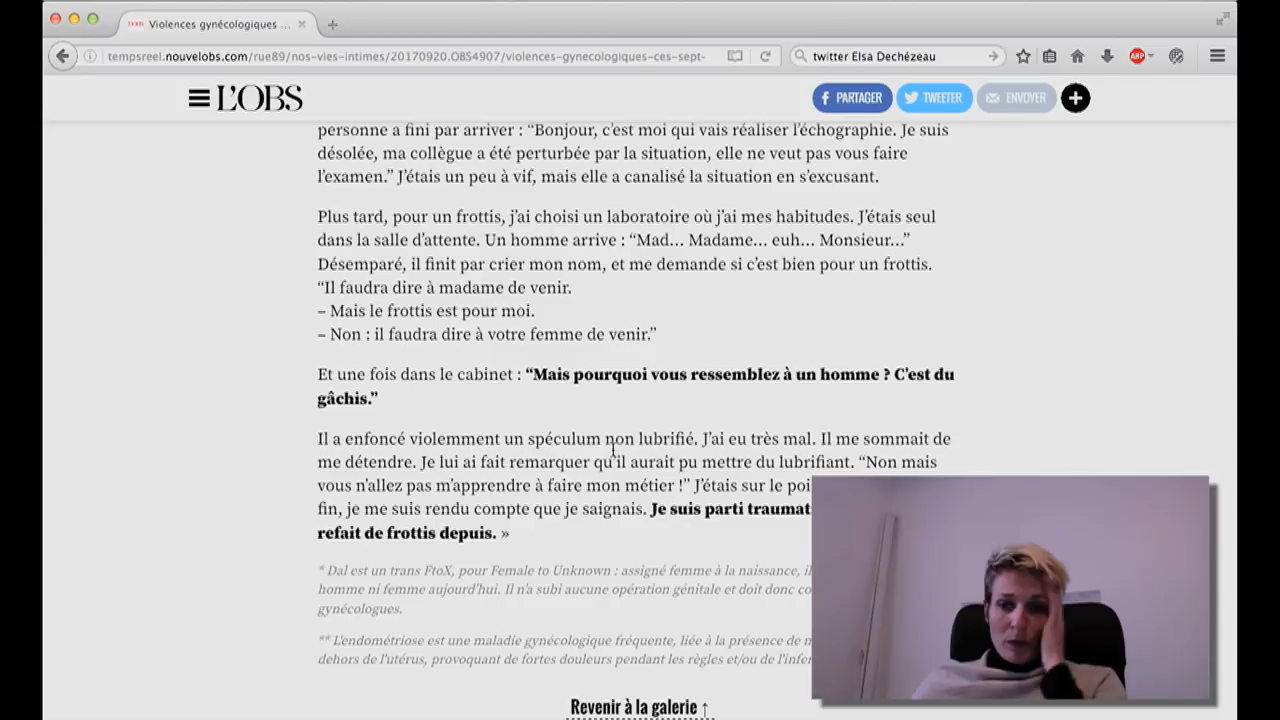 Violences gynécologiques ...
tempsreel.nouvelobs.com/rue89/nos-vies-intimes/20170920.OBS4907/violences-gynecologiques-ces-sept-
twitter Elsa Dechézeau
ABP
L'OBS
PARTAGER
TWEETER
ENVOYER
personne a fini par arriver : “Bonjour, c’est moi qui vais réaliser l’échographie. Je suis
désolée, ma collègue a été perturbée par la situation, elle ne veut pas vous faire
l’examen.” J’étais un peu à vif, mais elle a canalisé la situation en s’excusant.
Plus tard, pour un frottis, j’ai choisi un laboratoire où j’ai mes habitudes. J’étais seul
dans la salle d’attente. Un homme arrive : “Mad… Madame… euh… Monsieur…”
Désemparé, il finit par crier mon nom, et me demande si c’est bien pour un frottis.
“Il faudra dire à madame de venir.
– Mais le frottis est pour moi.
– Non : il faudra dire à votre femme de venir.”
Et une fois dans le cabinet : “Mais pourquoi vous ressemblez à un homme ? C’est du
gâchis.”
Il a enfoncé violemment un spéculum non lubrifié. J’ai eu très mal. Il me sommait de
me détendre. Je lui ai fait remarquer qu’il aurait pu mettre du lubrifiant. “Non mais
vous n’allez pas m’apprendre à faire mon métier !” J’étais sur le poi
fin, je me suis rendu compte que je saignais. Je suis parti traumat
refait de frottis depuis. »
* Dal est un trans FtoX, pour Female to Unknown : assigné femme à la naissance, il
homme ni femme aujourd’hui. Il n’a subi aucune opération génitale et doit donc co
gynécologues.
** L’endométriose est une maladie gynécologique fréquente, liée à la présence de
dehors de l’utérus, provoquant de fortes douleurs pendant les règles et/ou de l’infer
Revenir à la galerie ↑